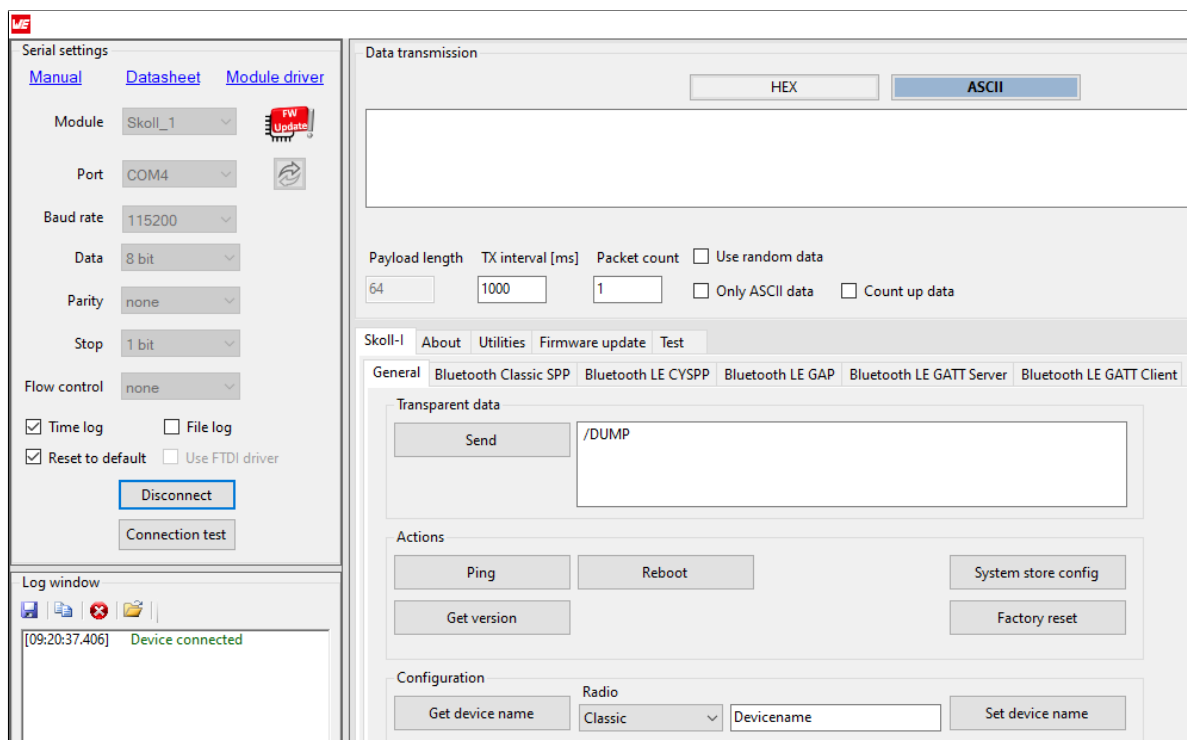 WE
Serial settings
Manual Datasheet Module driver
Module Skoll_1 FW Update
Port COM4
Baud rate 115200
Data 8 bit
Parity none
Stop 1 bit
Flow control none
Time log File log
Reset to default Use FTDI driver
Disconnect
Connection test
Log window
[09:20:37.406] Device connected
Data transmission
HEX ASCII
Payload length TX interval [ms] Packet count Use random data
64 1000 1 Only ASCII data Count up data
Skoll-I About Utilities Firmware update Test
General Bluetooth Classic SPP Bluetooth LE CYSPP Bluetooth LE GAP Bluetooth LE GATT Server Bluetooth LE GATT Client
Transparent data
Send /DUMP
Actions
Ping Reboot System store config
Get version Factory reset
Configuration
Radio
Get device name Classic Devicename Set device name